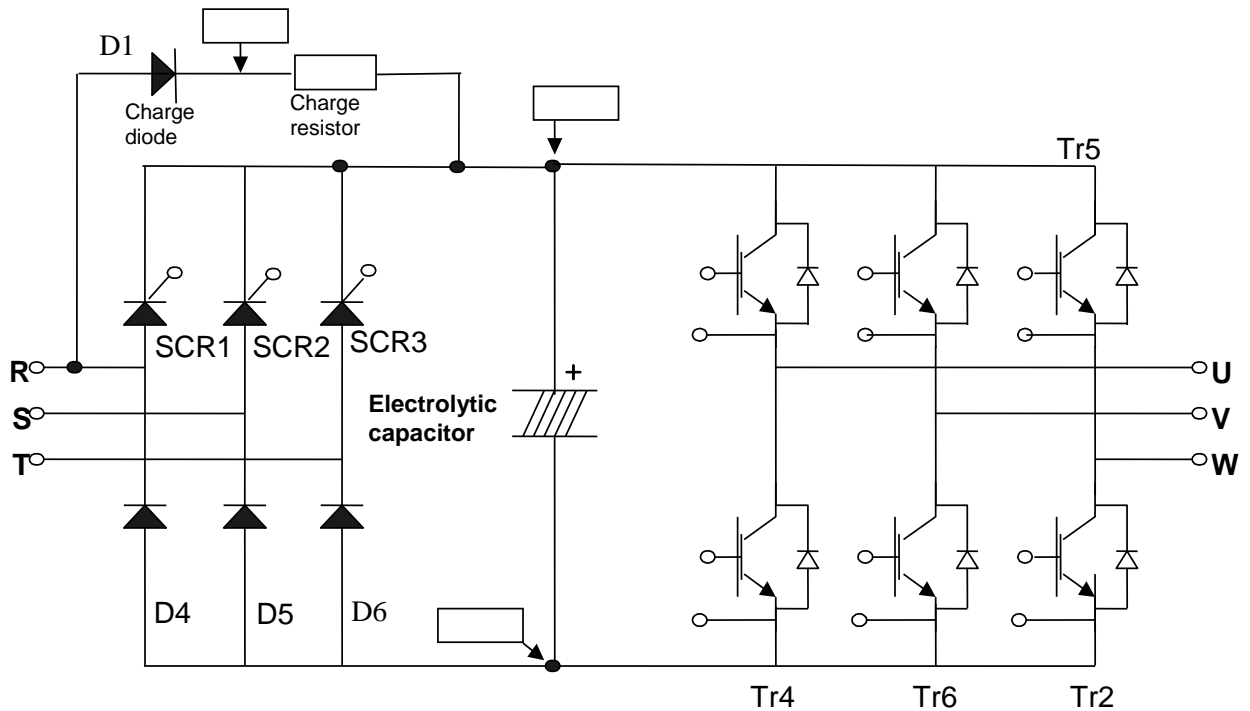 D1
Charge
diode
Charge
resistor
Tr5
SCR1
SCR2
SCR3
R
S
T
+
Electrolytic
capacitor
U
V
W
D4
D5
D6
Tr4
Tr6
Tr2